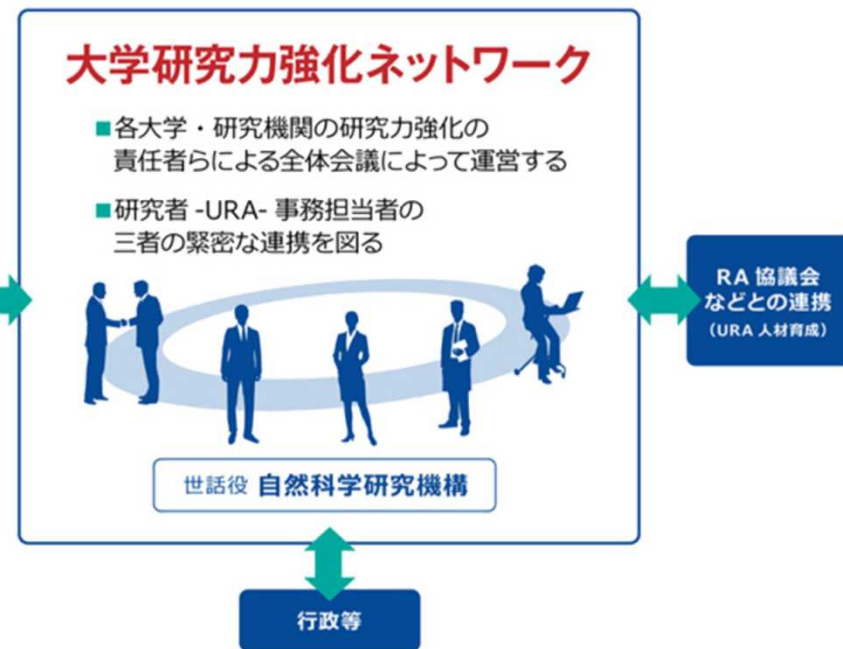 大学研究力強化ネットワーク
■各大学・研究機関の研究力強化の
責任者らによる全体会議によって運営する
■研究者 -URA- 事務担当者の
三者の緊密な連携を図る
RA 協議会
などとの連携
（URA 人材育成）
世話役 自然科学研究機構
行政等